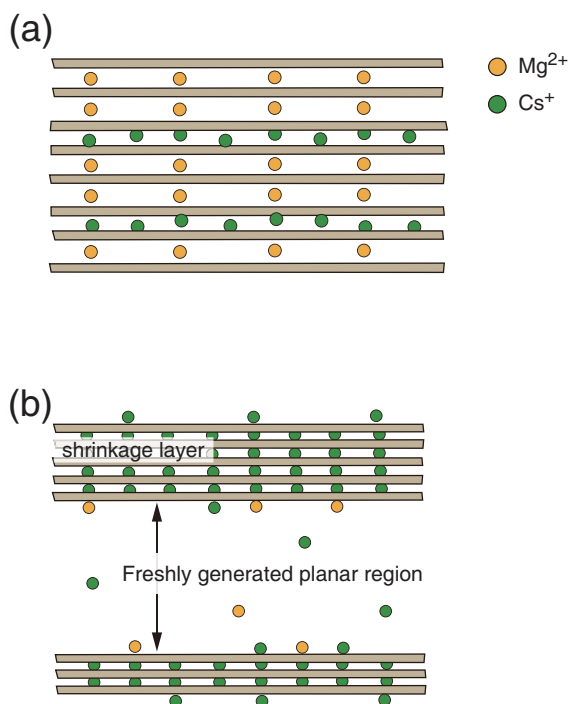 (a)
Mg²⁺
Cs⁺
(b)
shrinkage layer
Freshly generated planar region